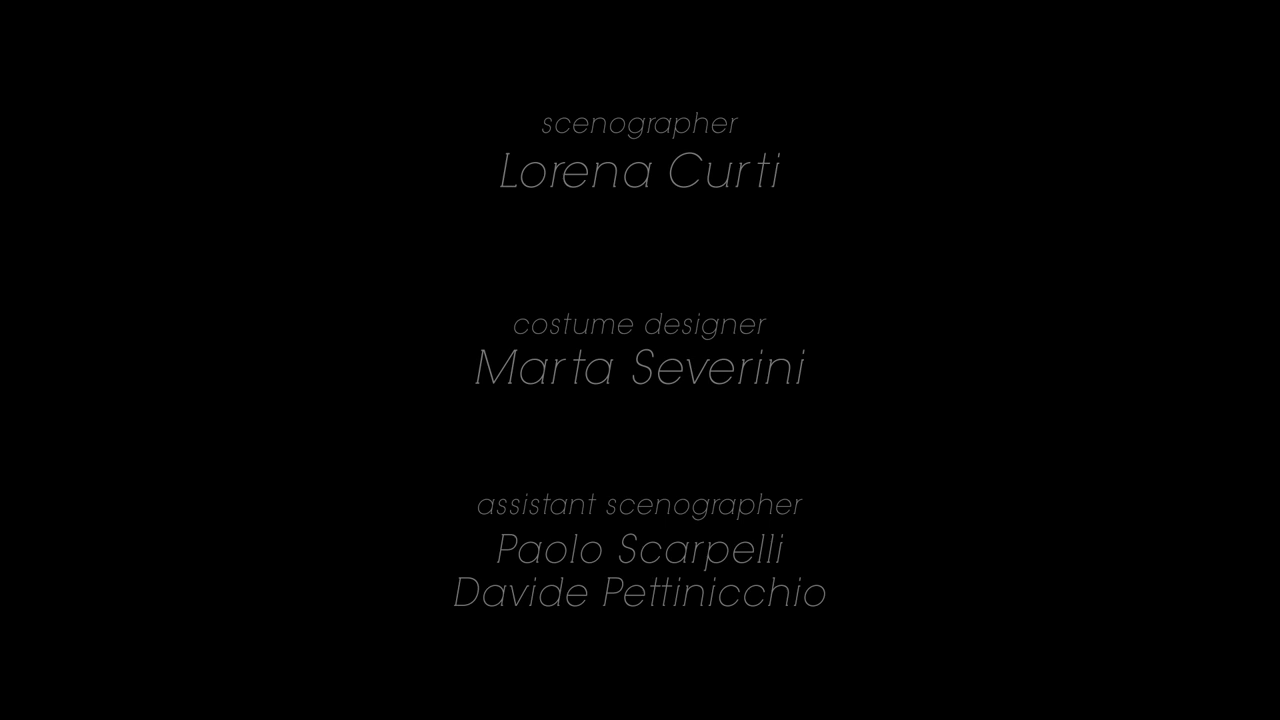 scenographer
Lorena Curti
costume designer
Marta Severini
assistant scenographer
Paolo Scarpelli
Davide Pettinicchio